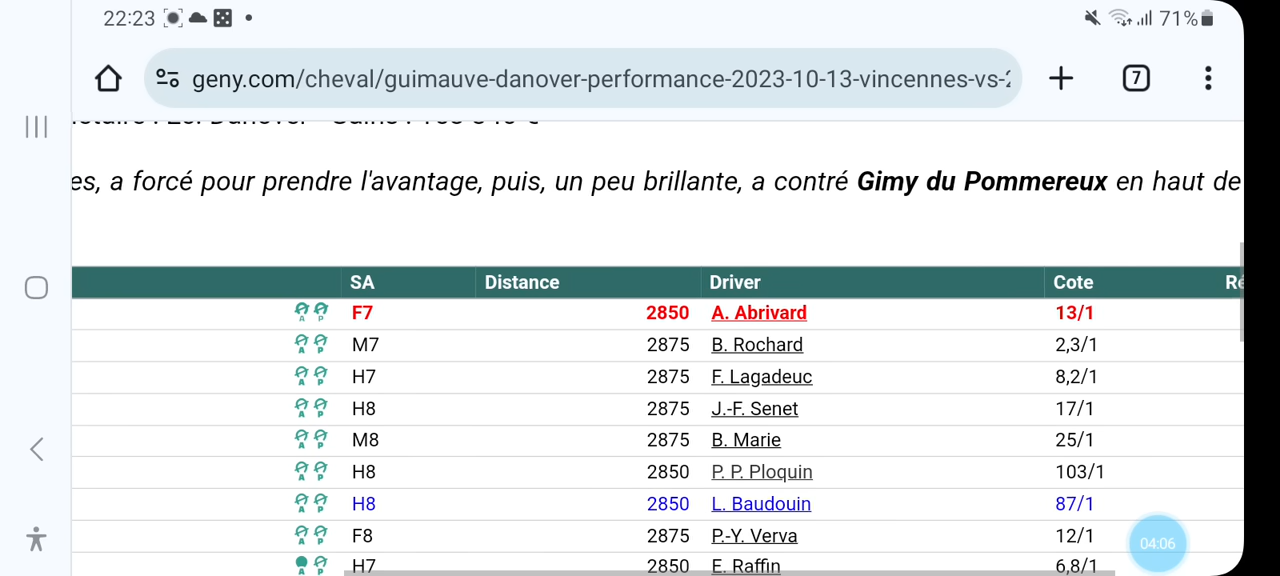 22:23 71%
geny.com/cheval/guimauve-danover-performance-2023-10-13-vincennes-vs-2 7
es, a forcé pour prendre l'avantage, puis, un peu brillante, a contré Gimy du Pommereux en haut de
SA Distance Driver Cote Ré
A P F7 2850 A. Abrivard 13/1
A P M7 2875 B. Rochard 2,3/1
A P H7 2875 F. Lagadeuc 8,2/1
A P H8 2875 J.-F. Senet 17/1
A P M8 2875 B. Marie 25/1
A P H8 2850 P. P. Ploquin 103/1
A P H8 2850 L. Baudouin 87/1
A P F8 2875 P.-Y. Verva 12/1
A P H7 2850 E. Raffin 6,8/1
04:06